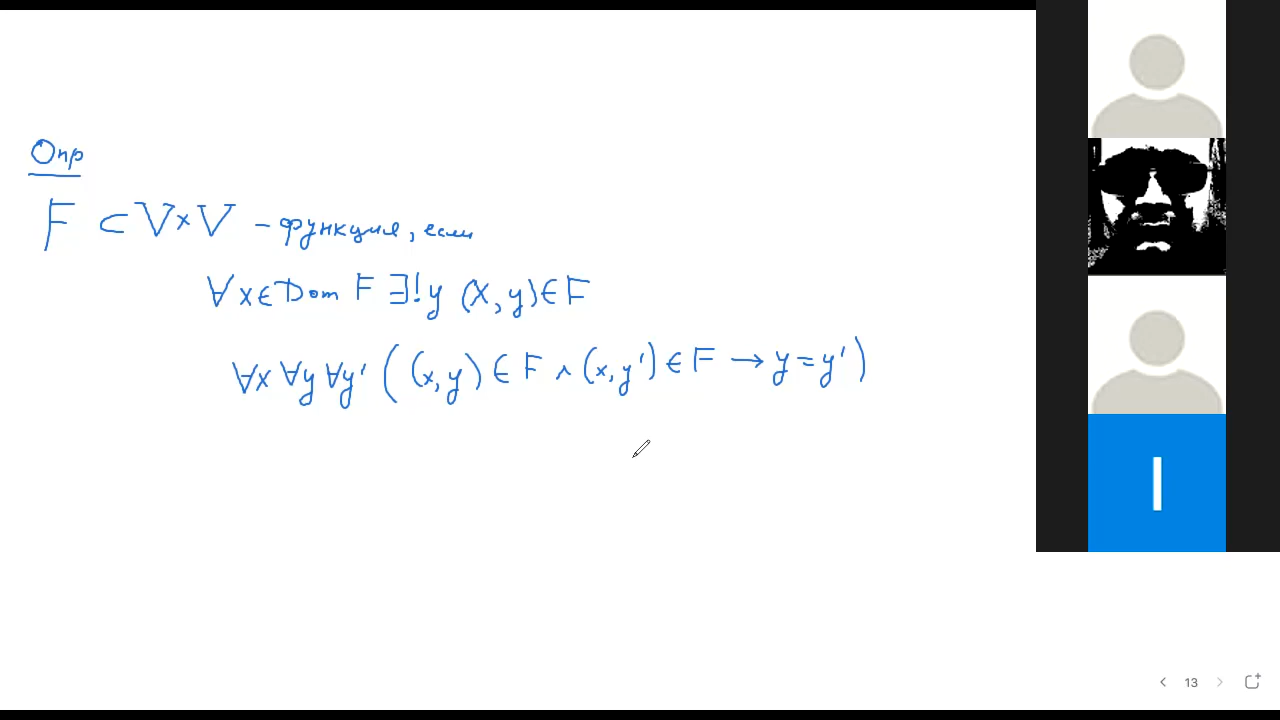 Опр
F ⊂ V × V – функция, если
∀x∈Dom F ∃!y (x,y)∈F
∀x ∀y ∀y' ((x,y) ∈ F ∧ (x,y') ∈ F → y = y')
I
13